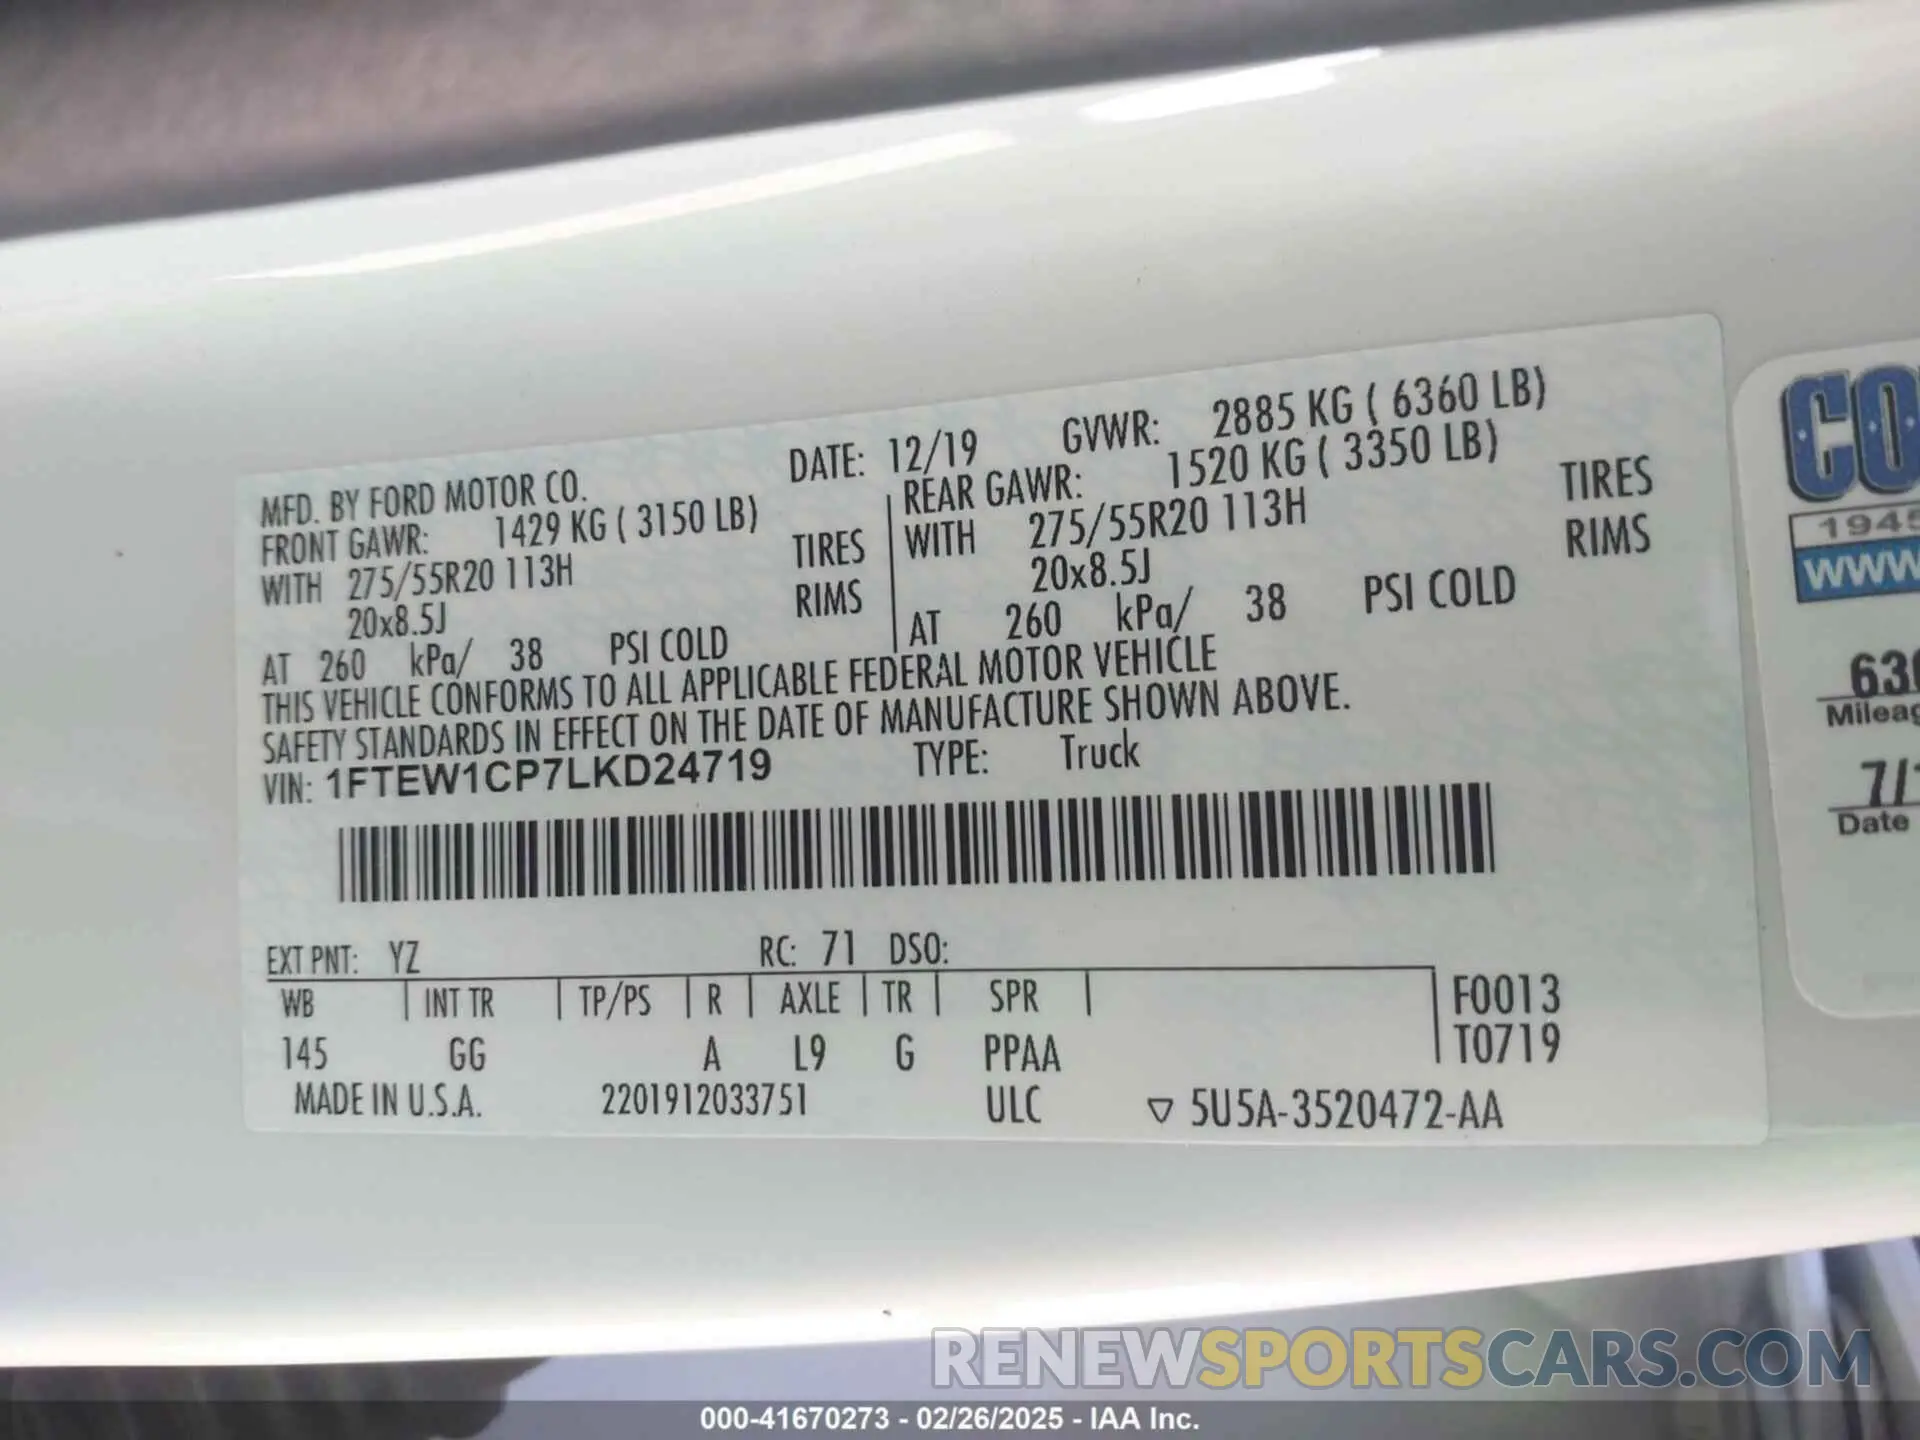 MFD. BY FORD MOTOR CO. DATE: 12/19 GVWR: 2885 KG ( 6360 LB)
FRONT GAWR: 1429 KG ( 3150 LB) REAR GAWR: 1520 KG ( 3350 LB)
WITH 275/55R20 113H TIRES WITH 275/55R20 113H TIRES
20x8.5J RIMS 20x8.5J RIMS
AT 260 kPa/ 38 PSI COLD AT 260 kPa/ 38 PSI COLD
THIS VEHICLE CONFORMS TO ALL APPLICABLE FEDERAL MOTOR VEHICLE
SAFETY STANDARDS IN EFFECT ON THE DATE OF MANUFACTURE SHOWN ABOVE.
VIN: 1FTEW1CP7LKD24719 TYPE: Truck
EXT PNT: YZ RC: 71 DSO:
WB INT TR TP/PS R AXLE TR SPR F0013
145 GG A L9 G PPAA T0719
MADE IN U.S.A. 2201912033751 ULC ▽ 5U5A-3520472-AA
1945
WWW
Date
RENEWSPORTSCARS.COM
000-41670273 - 02/26/2025 - IAA Inc.